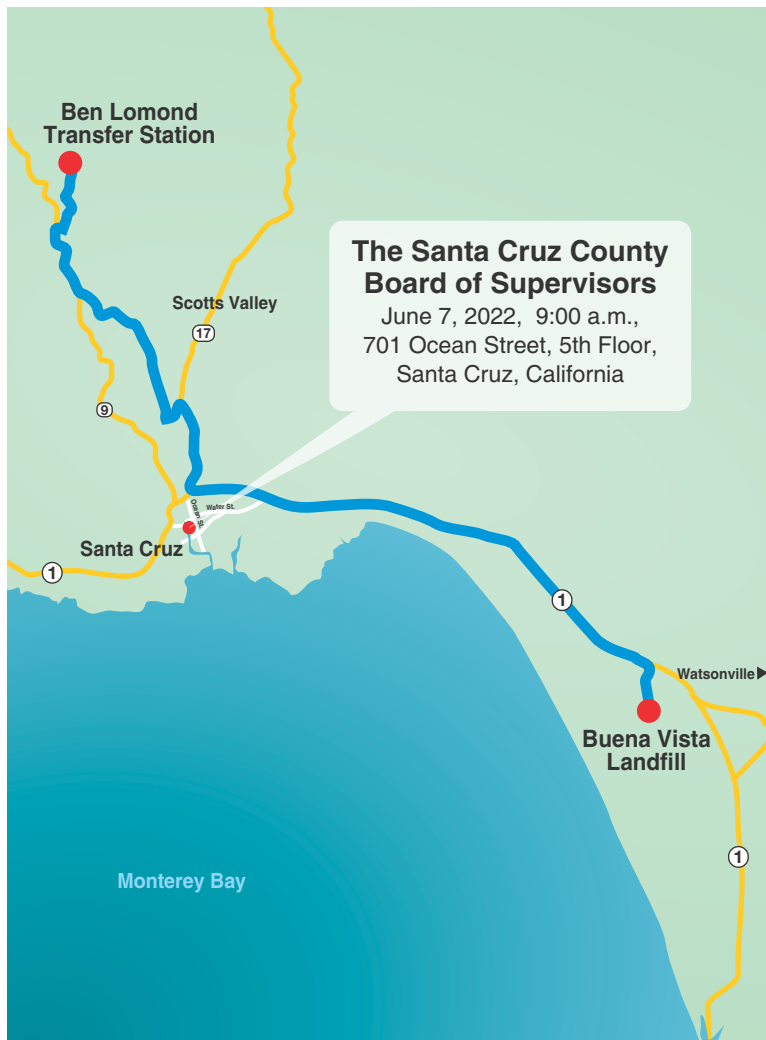 Ben Lomond
Transfer Station
The Santa Cruz County
Board of Supervisors
June 7, 2022,  9:00 a.m.,
701 Ocean Street, 5th Floor,
Santa Cruz, California
Scotts Valley
17
9
Water St.
Ocean St.
Santa Cruz
1
1
Watsonville
Buena Vista
Landfill
1
Monterey Bay